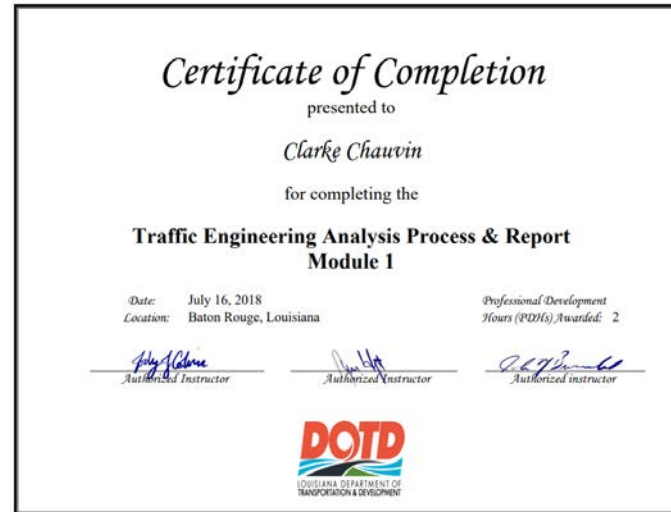 Certificate of Completion
presented to
Clarke Chauvin
for completing the
Traffic Engineering Analysis Process & Report
Module 1
Date: July 16, 2018
Location: Baton Rouge, Louisiana
Professional Development
Hours (PDHs) Awarded: 2
Authorized Instructor
Authorized Instructor
Authorized instructor
DOTD
LOUISIANA DEPARTMENT OF
TRANSPORTATION & DEVELOPMENT